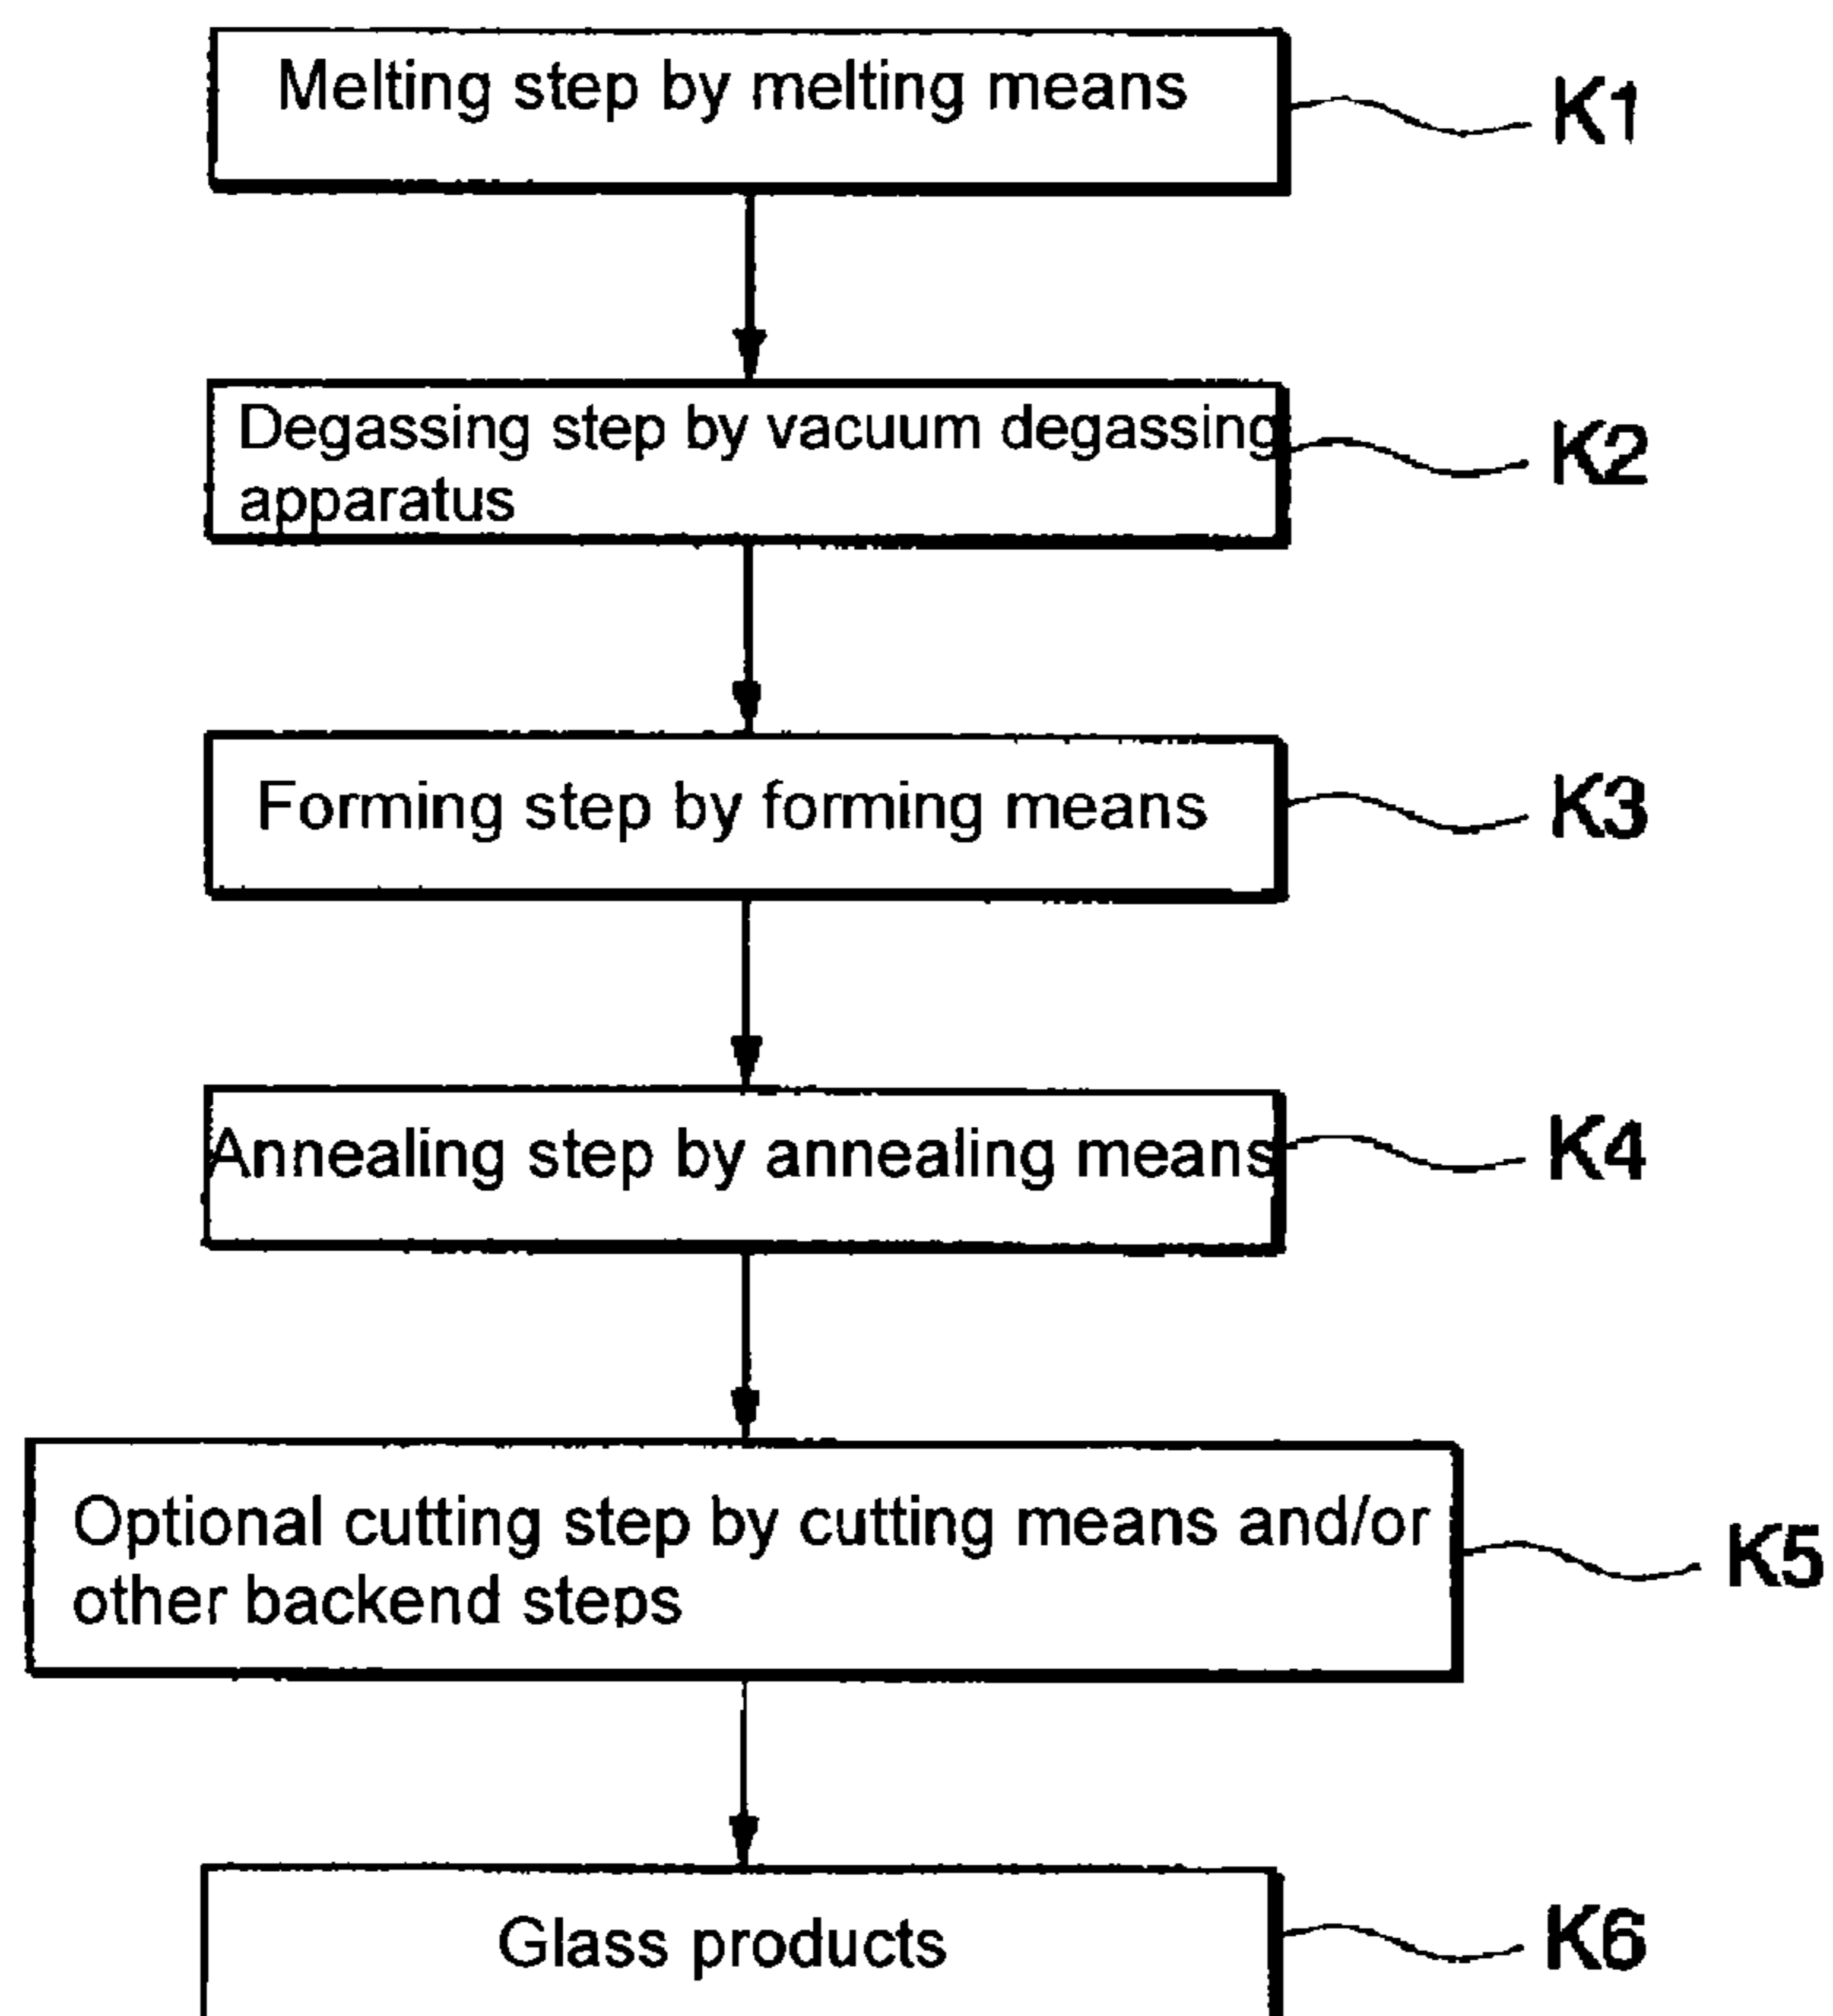 Melting step by melting means
K1
Degassing step by vacuum degassing
apparatus
K2
Forming step by forming means
K3
Annealing step by annealing means
K4
Optional cutting step by cutting means and/or
other backend steps
K5
Glass products
K6